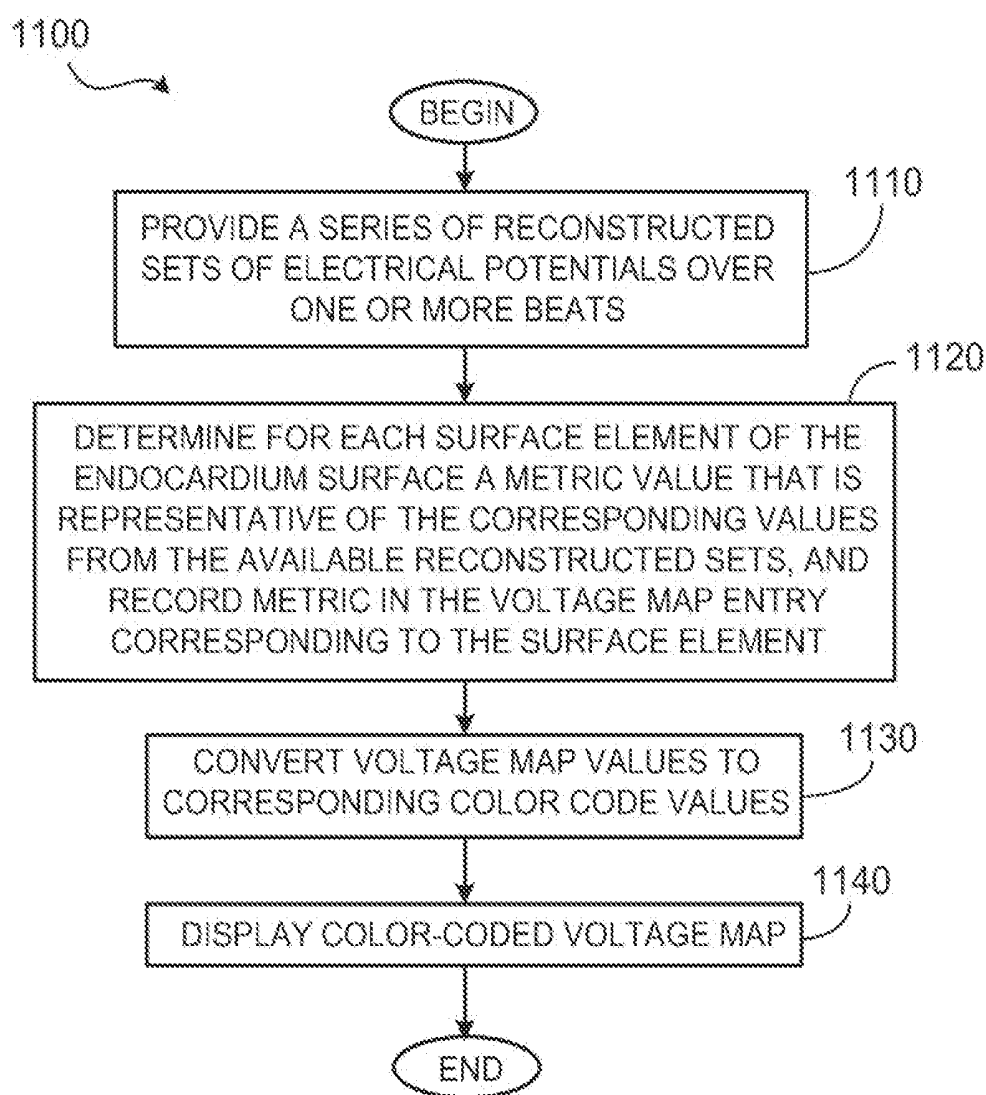 1100
BEGIN
1110
PROVIDE A SERIES OF RECONSTRUCTED
SETS OF ELECTRICAL POTENTIALS OVER
ONE OR MORE BEATS
1120
DETERMINE FOR EACH SURFACE ELEMENT OF THE
ENDOCARDIUM SURFACE A METRIC VALUE THAT IS
REPRESENTATIVE OF THE CORRESPONDING VALUES
FROM THE AVAILABLE RECONSTRUCTED SETS, AND
RECORD METRIC IN THE VOLTAGE MAP ENTRY
CORRESPONDING TO THE SURFACE ELEMENT
1130
CONVERT VOLTAGE MAP VALUES TO
CORRESPONDING COLOR CODE VALUES
1140
DISPLAY COLOR-CODED VOLTAGE MAP
END